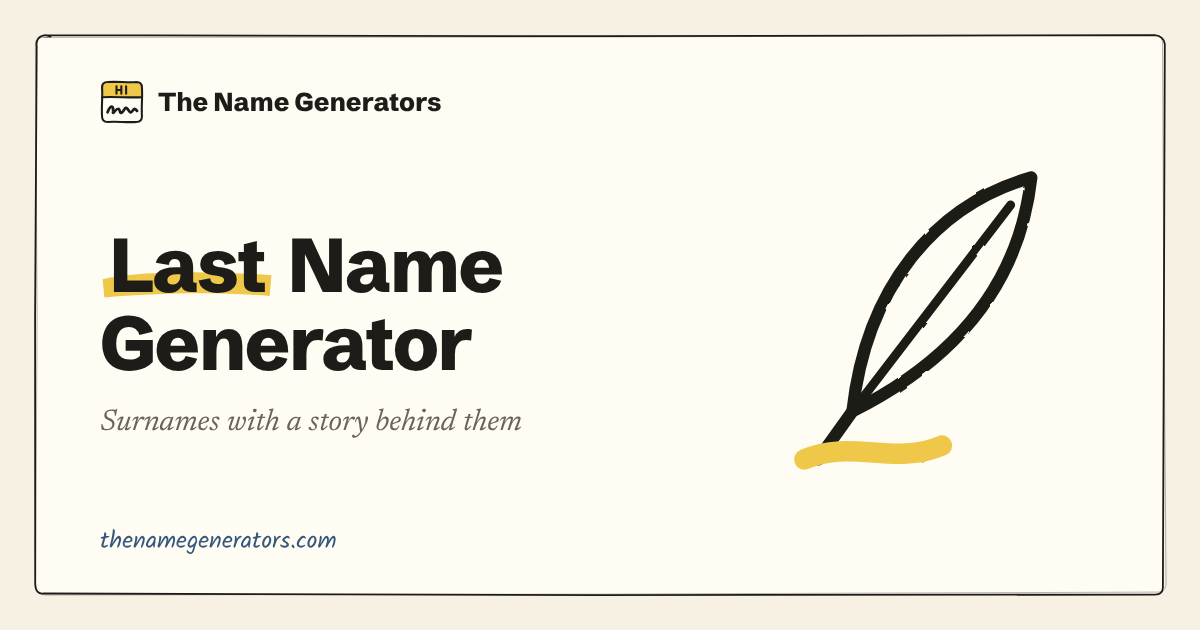 HI
The Name Generators
Last Name
Generator
Surnames with a story behind them
thenamegenerators.com